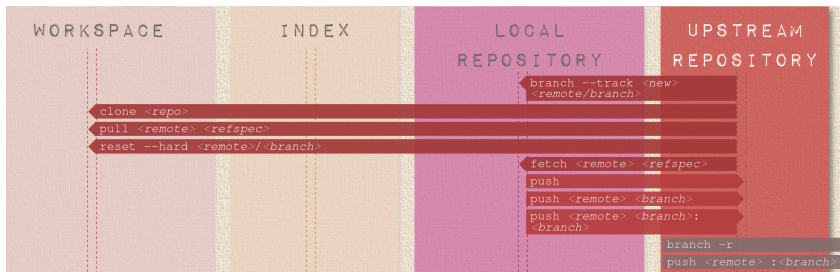 WORKSPACE
INDEX
LOCAL
REPOSITORY
UPSTREAM
REPOSITORY
branch --track <new>
<remote/branch>
clone <repo>
pull <remote> <refspec>
reset --hard <remote>/<branch>
fetch <remote> <refspec>
push
push <remote> <branch>
push <remote> <branch>:
<branch>
branch -r
push <remote> :<branch>